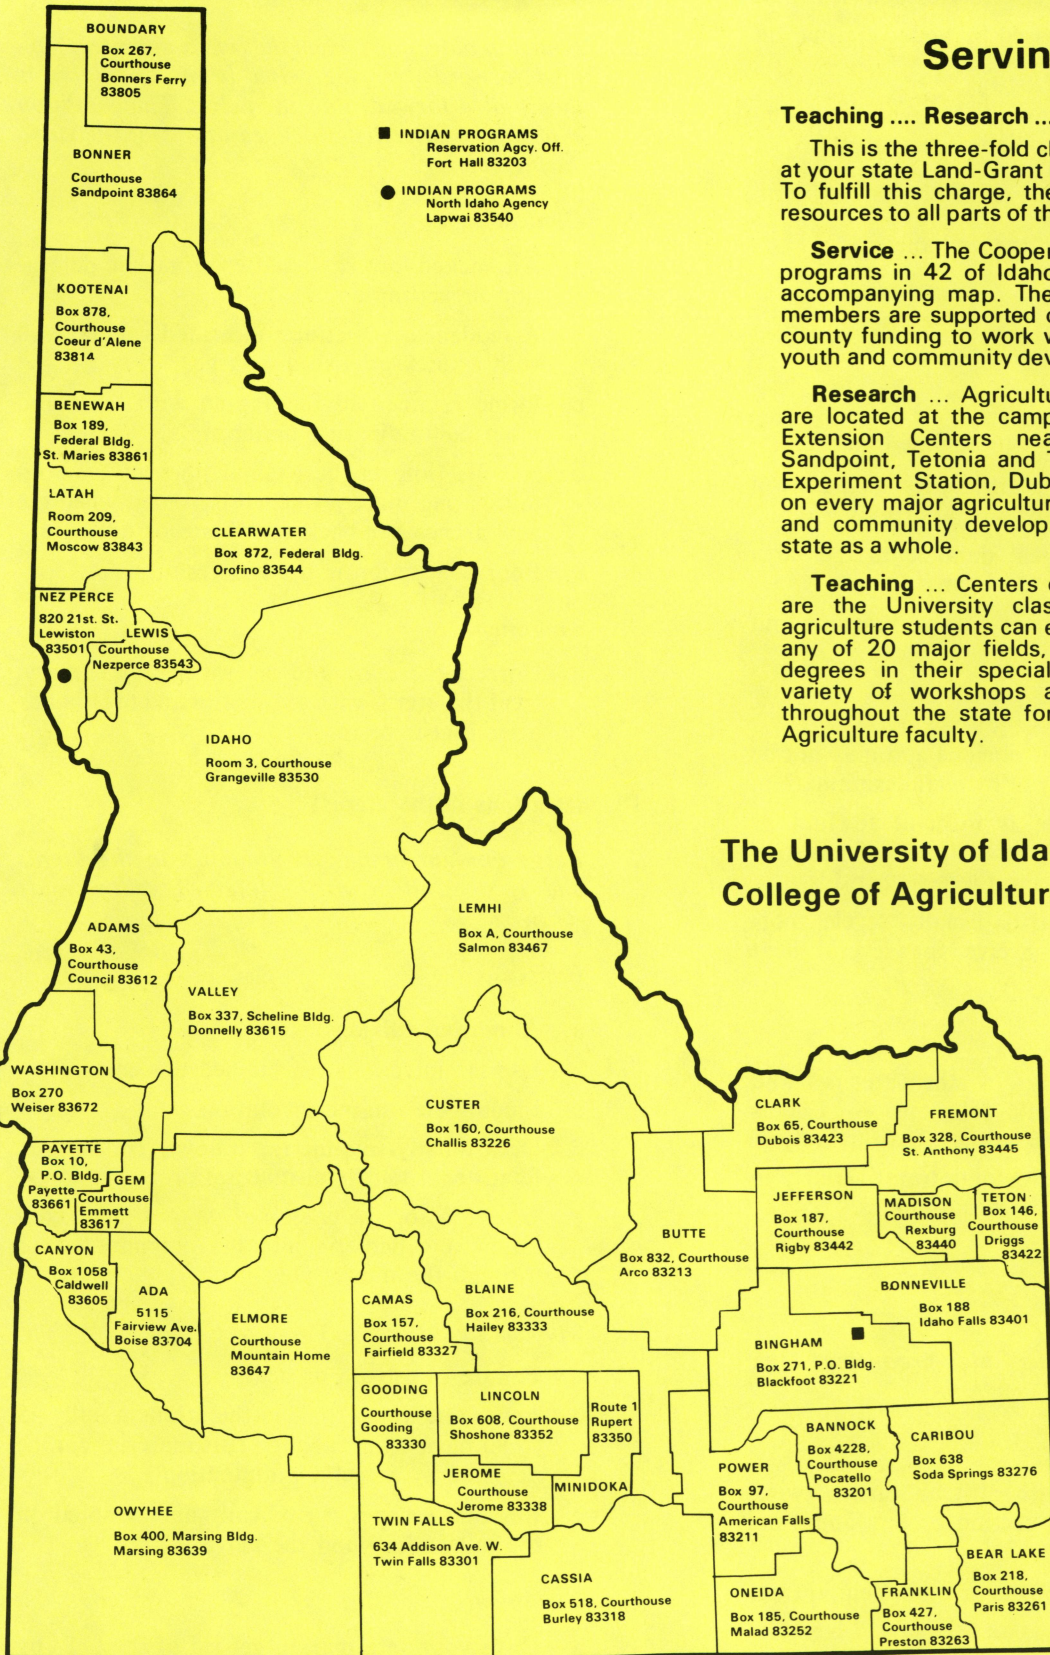 BOUNDARY
Box 267,
Courthouse
Bonners Ferry
83805
BONNER
Courthouse
Sandpoint 83864
INDIAN PROGRAMS
Reservation Agcy. Off.
Fort Hall 83203
INDIAN PROGRAMS
North Idaho Agency
Lapwai 83540
KOOTENAI
Box 878,
Courthouse
Coeur d'Alene
83814
BENEWAH
Box 189,
Federal Bldg.
St. Maries 83861
LATAH
Room 209,
Courthouse
Moscow 83843
CLEARWATER
Box 872, Federal Bldg.
Orofino 83544
NEZ PERCE
820 21st. St.
Lewiston
83501
LEWIS
Courthouse
Nezperce 83543
IDAHO
Room 3, Courthouse
Grangeville 83530
ADAMS
Box 43,
Courthouse
Council 83612
VALLEY
Box 337, Scheline Bldg.
Donnelly 83615
LEMHI
Box A, Courthouse
Salmon 83467
WASHINGTON
Box 270
Weiser 83672
CUSTER
Box 160, Courthouse
Challis 83226
CLARK
Box 65, Courthouse
Dubois 83423
FREMONT
Box 328, Courthouse
St. Anthony 83445
PAYETTE
Box 10,
P.O. Bldg.
Payette
83661
GEM
Courthouse
Emmett
83617
JEFFERSON
Box 187,
Courthouse
Rigby 83442
MADISON
Courthouse
Rexburg
83440
TETON
Box 146,
Courthouse
Driggs
83422
BUTTE
Box 832, Courthouse
Arco 83213
CANYON
Box 1058
Caldwell
83605
ADA
5115
Fairview Ave.
Boise 83704
ELMORE
Courthouse
Mountain Home
83647
CAMAS
Box 157,
Courthouse
Fairfield 83327
BLAINE
Box 216, Courthouse
Hailey 83333
BONNEVILLE
Box 188
Idaho Falls 83401
BINGHAM
Box 271, P.O. Bldg.
Blackfoot 83221
GOODING
Courthouse
Gooding
83330
LINCOLN
Box 608, Courthouse
Shoshone 83352
Route 1
Rupert
83350
MINIDOKA
JEROME
Courthouse
Jerome 83338
POWER
Box 97,
Courthouse
American Falls
83211
BANNOCK
Box 4228,
Courthouse
Pocatello
83201
CARIBOU
Box 638
Soda Springs 83276
OWYHEE
Box 400, Marsing Bldg.
Marsing 83639
TWIN FALLS
634 Addison Ave. W.
Twin Falls 83301
CASSIA
Box 518, Courthouse
Burley 83318
ONEIDA
Box 185, Courthouse
Malad 83252
FRANKLIN
Box 427,
Courthouse
Preston 83263
BEAR LAKE
Box 218,
Courthouse
Paris 83261
Servin
Teaching .... Research ...
This is the three-fold c
at your state Land-Grant
To fulfill this charge, the
resources to all parts of th
Service ... The Cooper
programs in 42 of Idaho
accompanying map. The
members are supported
county funding to work
youth and community dev
Research ... Agricultu
are located at the camp
Extension Centers nea
Sandpoint, Tetonia and
Experiment Station, Dub
on every major agricultur
and community develop
state as a whole.
Teaching ... Centers
are the University clas
agriculture students can
any of 20 major fields,
degrees in their special
variety of workshops a
throughout the state for
Agriculture faculty.
The University of Ida
College of Agricultur